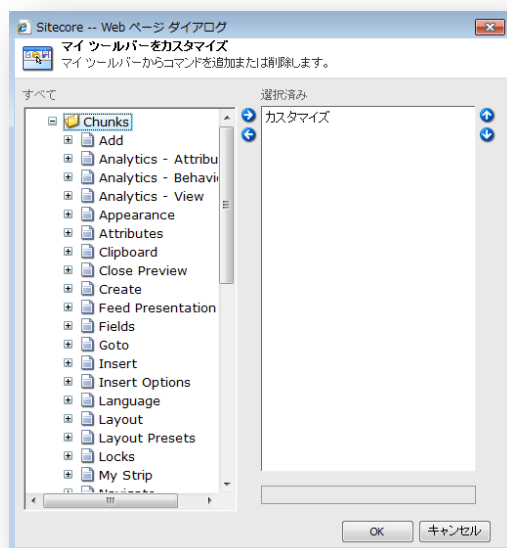 Sitecore -- Web ページ ダイアログ
マイ ツールバーをカスタマイズ
マイ ツールバーからコマンドを追加または削除します。
すべて
選択済み
Chunks
カスタマイズ
Add
Analytics - Attribu
Analytics - Behavi
Analytics - View
Appearance
Attributes
Clipboard
Close Preview
Create
Feed Presentation
Fields
Goto
Insert
Insert Options
Language
Layout
Layout Presets
Locks
My Strip
OK
キャンセル